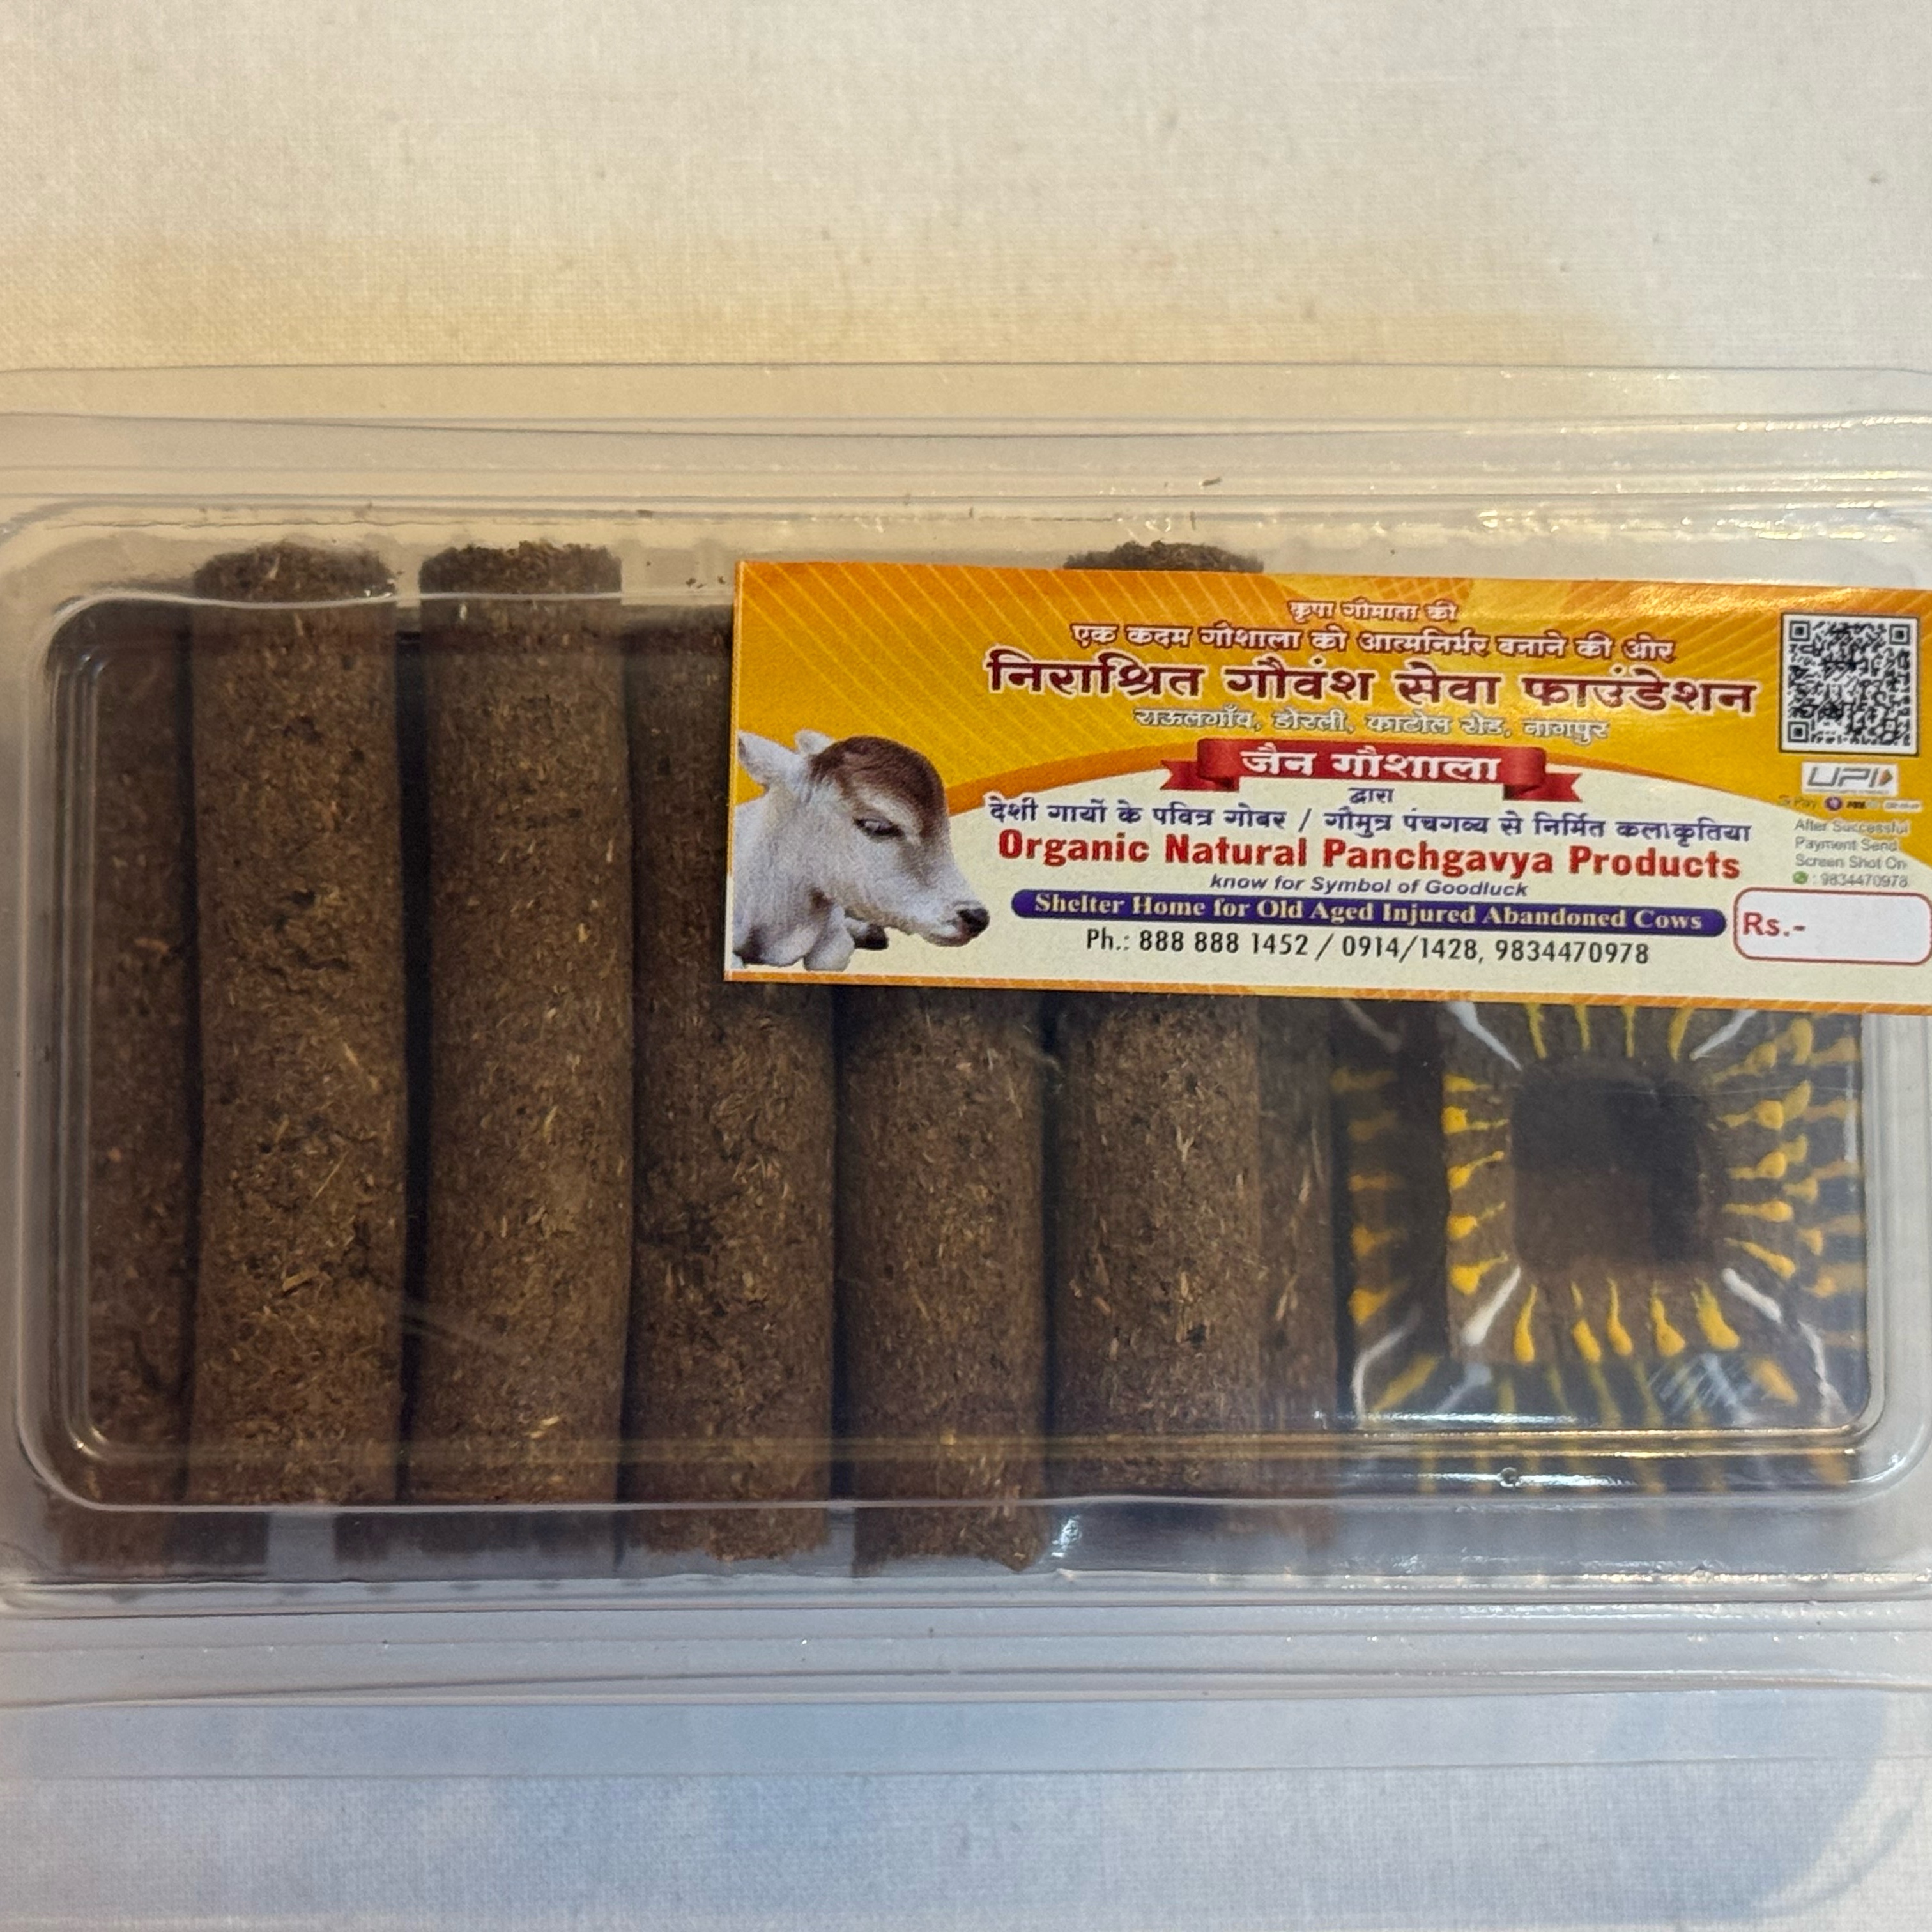 कृपा गौमाता की
एक कदम गौशाला को आत्मनिर्भर बनाने की ओर
निराश्रित गौवंश सेवा फाउंडेशन
राऊलगाँव, डोरली, काटोल रोड, नागपुर
जैन गौशाला
द्वारा
देशी गायों के पवित्र गोबर / गौमुत्र पंचगव्य से निर्मित कलाकृतिया
Organic Natural Panchgavya Products
know for Symbol of Goodluck
Shelter Home for Old Aged Injured Abandoned Cows
Ph.: 888 888 1452 / 0914/1428, 9834470978
UPI
G Pay
After Successful
Payment Send
Screen Shot On
: 9834470978
Rs.-